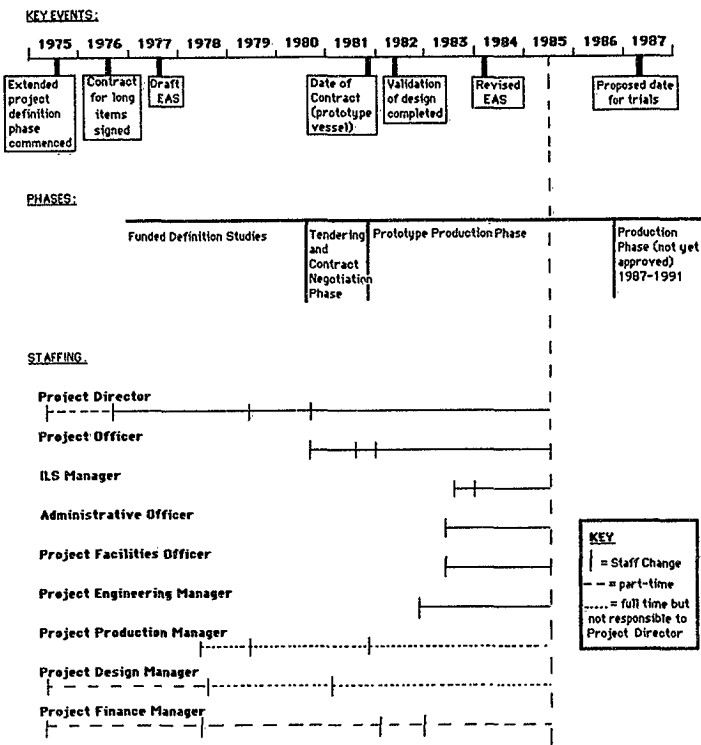 KEY EVENTS:
1975 1976 1977 1978 1979 1980 1981 1982 1983 1984 1985 1986 1987
Extended
project
definition
phase
commenced
Contract
for long
items
signed
Draft
EAS
Date of
Contract
(prototype
vessel)
Validation
of design
completed
Revised
EAS
Proposed date
for trials
PHASES:
Funded Definition Studies
Tendering
and
Contract
Negotiation
Phase
Prototype Production Phase
Production
Phase (not yet
approved)
1987-1991
STAFFING.
Project Director
Project Officer
ILS Manager
Administrative Officer
Project Facilities Officer
Project Engineering Manager
Project Production Manager
Project Design Manager
Project Finance Manager
KEY
= Staff Change
= part-time
= full time but
not responsible to
Project Director